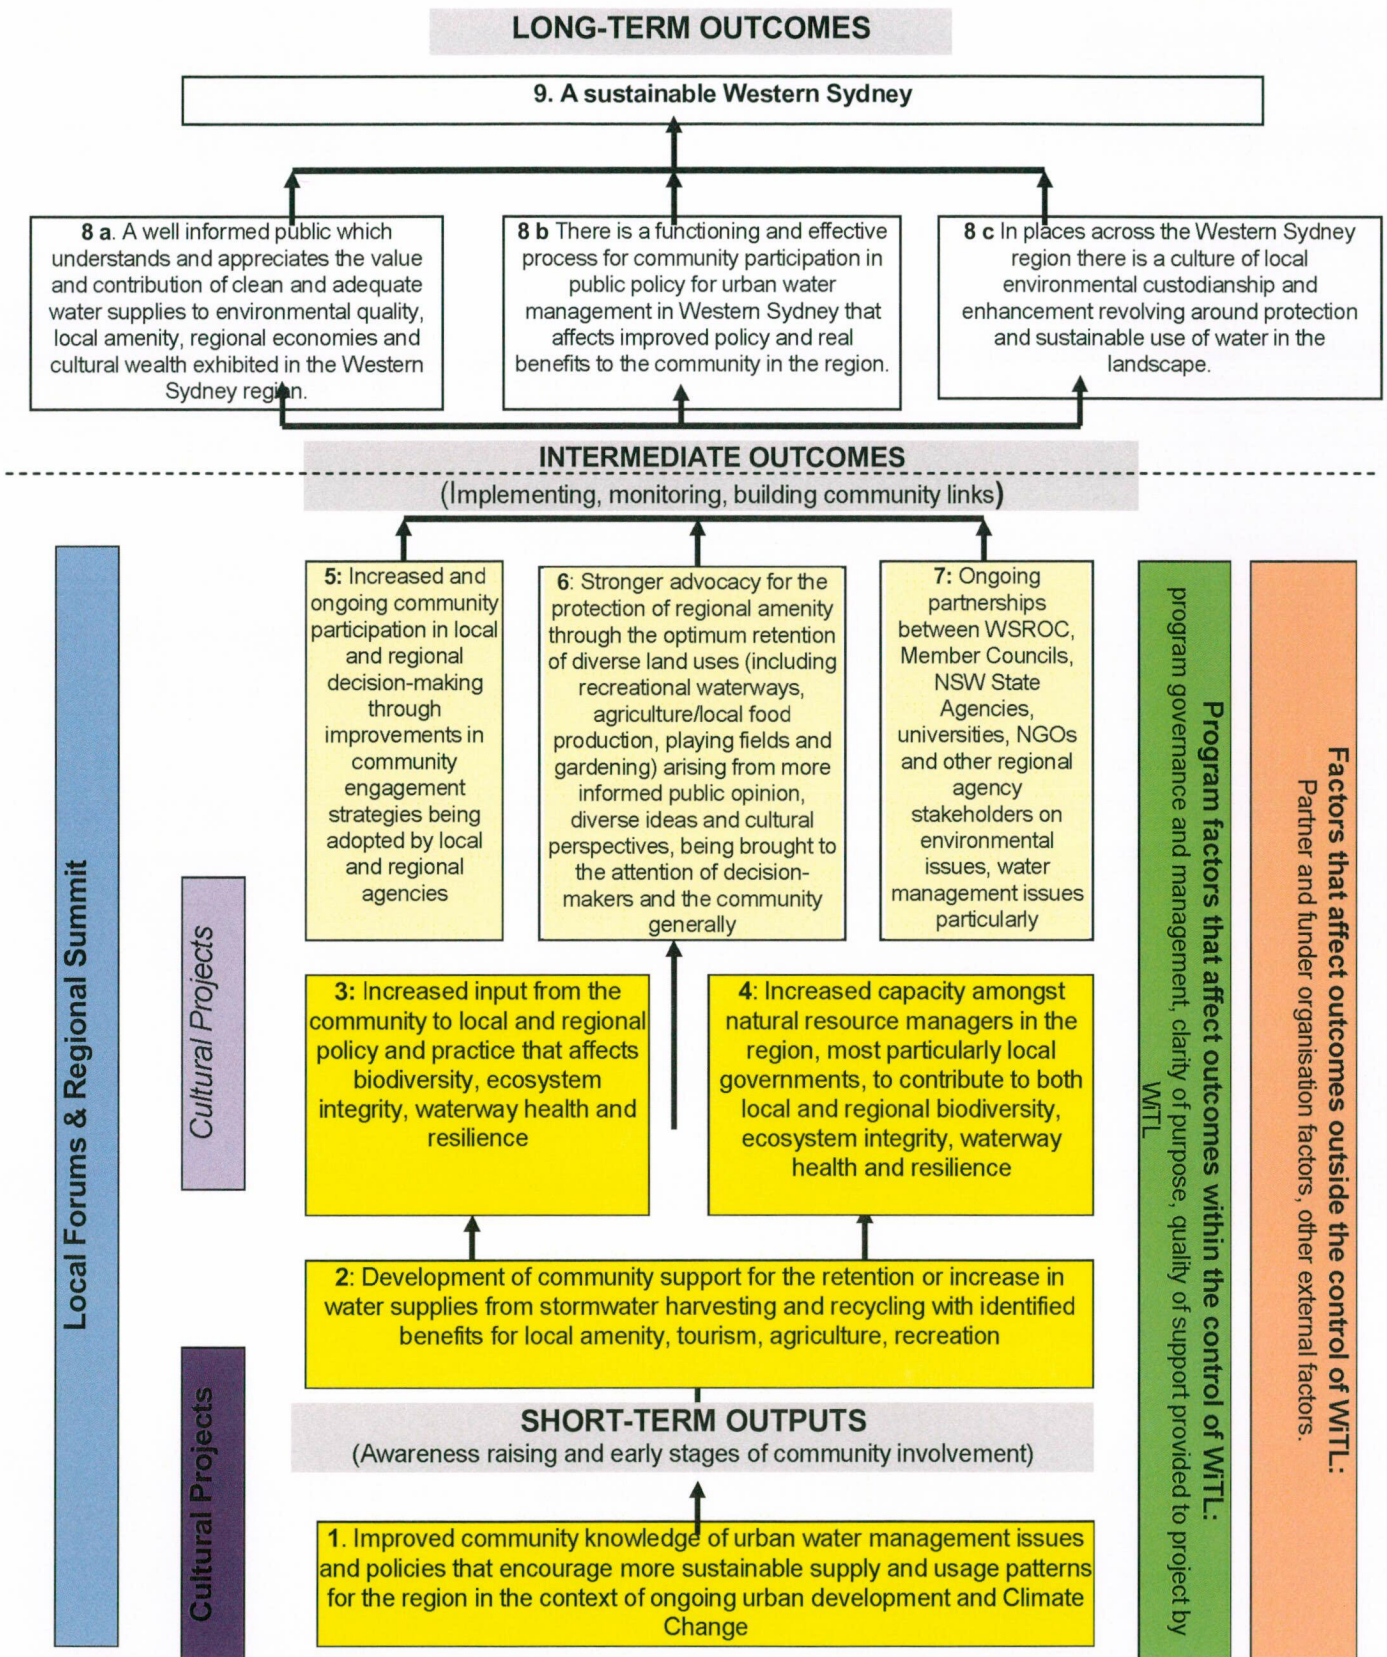 LONG-TERM OUTCOMES
9. A sustainable Western Sydney
8 a. A well informed public which
understands and appreciates the value
and contribution of clean and adequate
water supplies to environmental quality,
local amenity, regional economies and
cultural wealth exhibited in the Western
Sydney region.
8 b There is a functioning and effective
process for community participation in
public policy for urban water
management in Western Sydney that
affects improved policy and real
benefits to the community in the region.
8 c In places across the Western Sydney
region there is a culture of local
environmental custodianship and
enhancement revolving around protection
and sustainable use of water in the
landscape.
INTERMEDIATE OUTCOMES
(Implementing, monitoring, building community links)
5: Increased and
ongoing community
participation in local
and regional
decision-making
through
improvements in
community
engagement
strategies being
adopted by local
and regional
agencies
6: Stronger advocacy for the
protection of regional amenity
through the optimum retention
of diverse land uses (including
recreational waterways,
agriculture/local food
production, playing fields and
gardening) arising from more
informed public opinion,
diverse ideas and cultural
perspectives, being brought to
the attention of decision-
makers and the community
generally
7: Ongoing
partnerships
between WSROC,
Member Councils,
NSW State
Agencies,
universities, NGOs
and other regional
agency
stakeholders on
environmental
issues, water
management issues
particularly
3: Increased input from the
community to local and regional
policy and practice that affects
biodiversity, ecosystem
integrity, waterway health and
resilience
4: Increased capacity amongst
natural resource managers in the
region, most particularly local
governments, to contribute to both
local and regional biodiversity,
ecosystem integrity, waterway
health and resilience
2: Development of community support for the retention or increase in
water supplies from stormwater harvesting and recycling with identified
benefits for local amenity, tourism, agriculture, recreation
SHORT-TERM OUTPUTS
(Awareness raising and early stages of community involvement)
1. Improved community knowledge of urban water management issues
and policies that encourage more sustainable supply and usage patterns
for the region in the context of ongoing urban development and Climate
Change
Local Forums & Regional Summit
Cultural Projects
Cultural Projects
Program factors that affect outcomes within the control of WiTL:
program governance and management, clarity of purpose, quality of support provided to project by
WiTL
Factors that affect outcomes outside the control of WiTL:
Partner and funder organisation factors, other external factors.